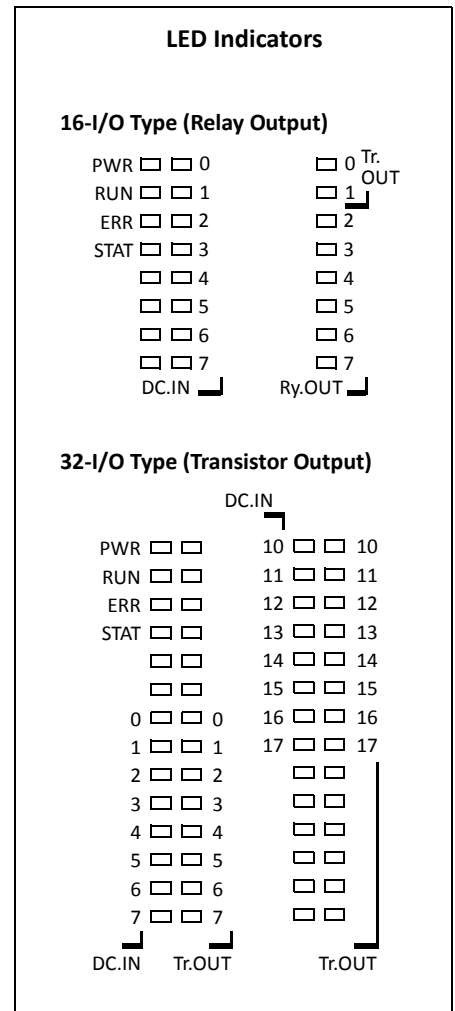 LED Indicators
16-I/O Type (Relay Output)
PWR 0 0 Tr.
OUT
RUN 1 1
ERR 2 2
STAT 3 3
4 4
5 5
6 6
7 7
DC.IN Ry.OUT
32-I/O Type (Transistor Output)
DC.IN
PWR 10 10
RUN 11 11
ERR 12 12
STAT 13 13
14 14
15 15
0 0 16 16
1 1 17 17
2 2
3 3
4 4
5 5
6 6
7 7
DC.IN Tr.OUT Tr.OUT